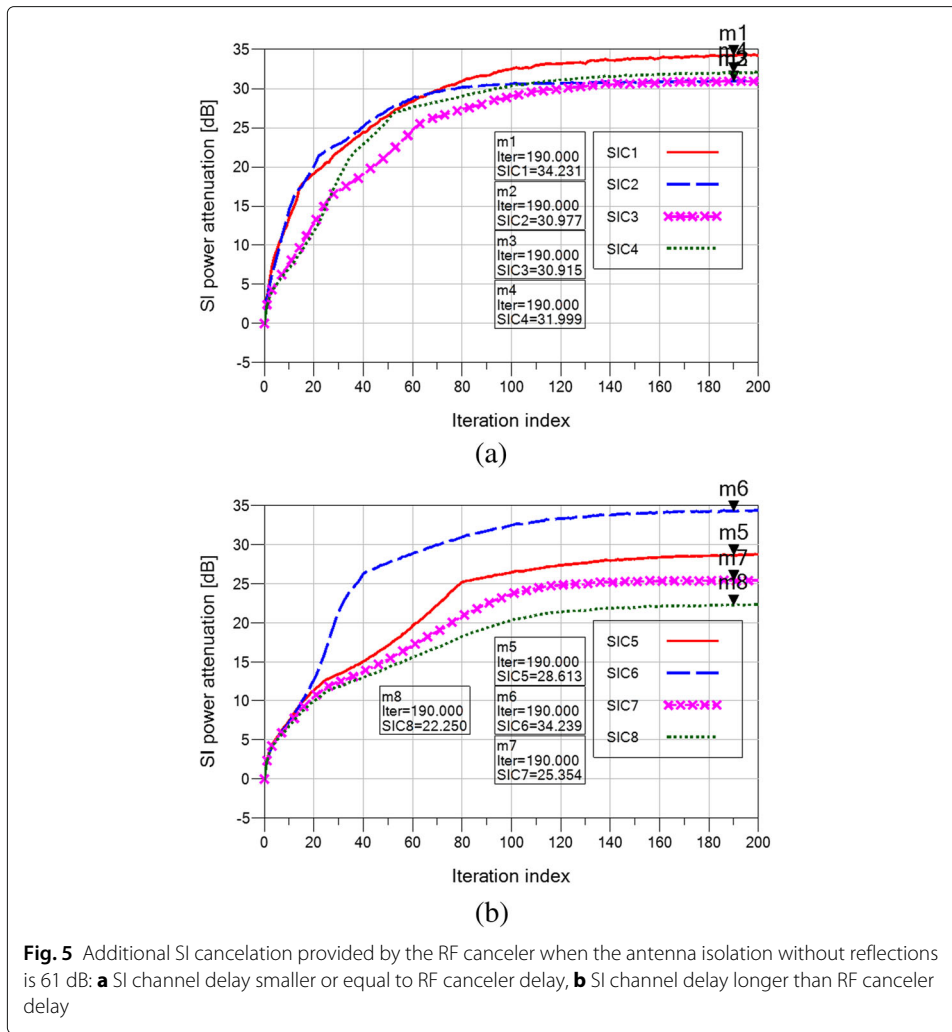 m1
m4
35
30
25
20
15
10
5
0
-5
SI power attenuation [dB]
m1
Iter=190.000
SIC1=34.231
m2
Iter=190.000
SIC2=30.977
m3
Iter=190.000
SIC3=30.915
m4
Iter=190.000
SIC4=31.999
SIC1
SIC2
SIC3
SIC4
0 20 40 60 80 100 120 140 160 180 200
Iteration index
(a)
m6
m5
m7
m8
35
30
25
20
15
10
5
0
-5
SI power attenuation [dB]
m8
Iter=190.000
SIC8=22.250
m5
Iter=190.000
SIC5=28.613
m6
Iter=190.000
SIC6=34.239
m7
Iter=190.000
SIC7=25.354
SIC5
SIC6
SIC7
SIC8
0 20 40 60 80 100 120 140 160 180 200
Iteration index
(b)
Fig. 5 Additional SI cancelation provided by the RF canceler when the antenna isolation without reflections
is 61 dB: a SI channel delay smaller or equal to RF canceler delay, b SI channel delay longer than RF canceler
delay